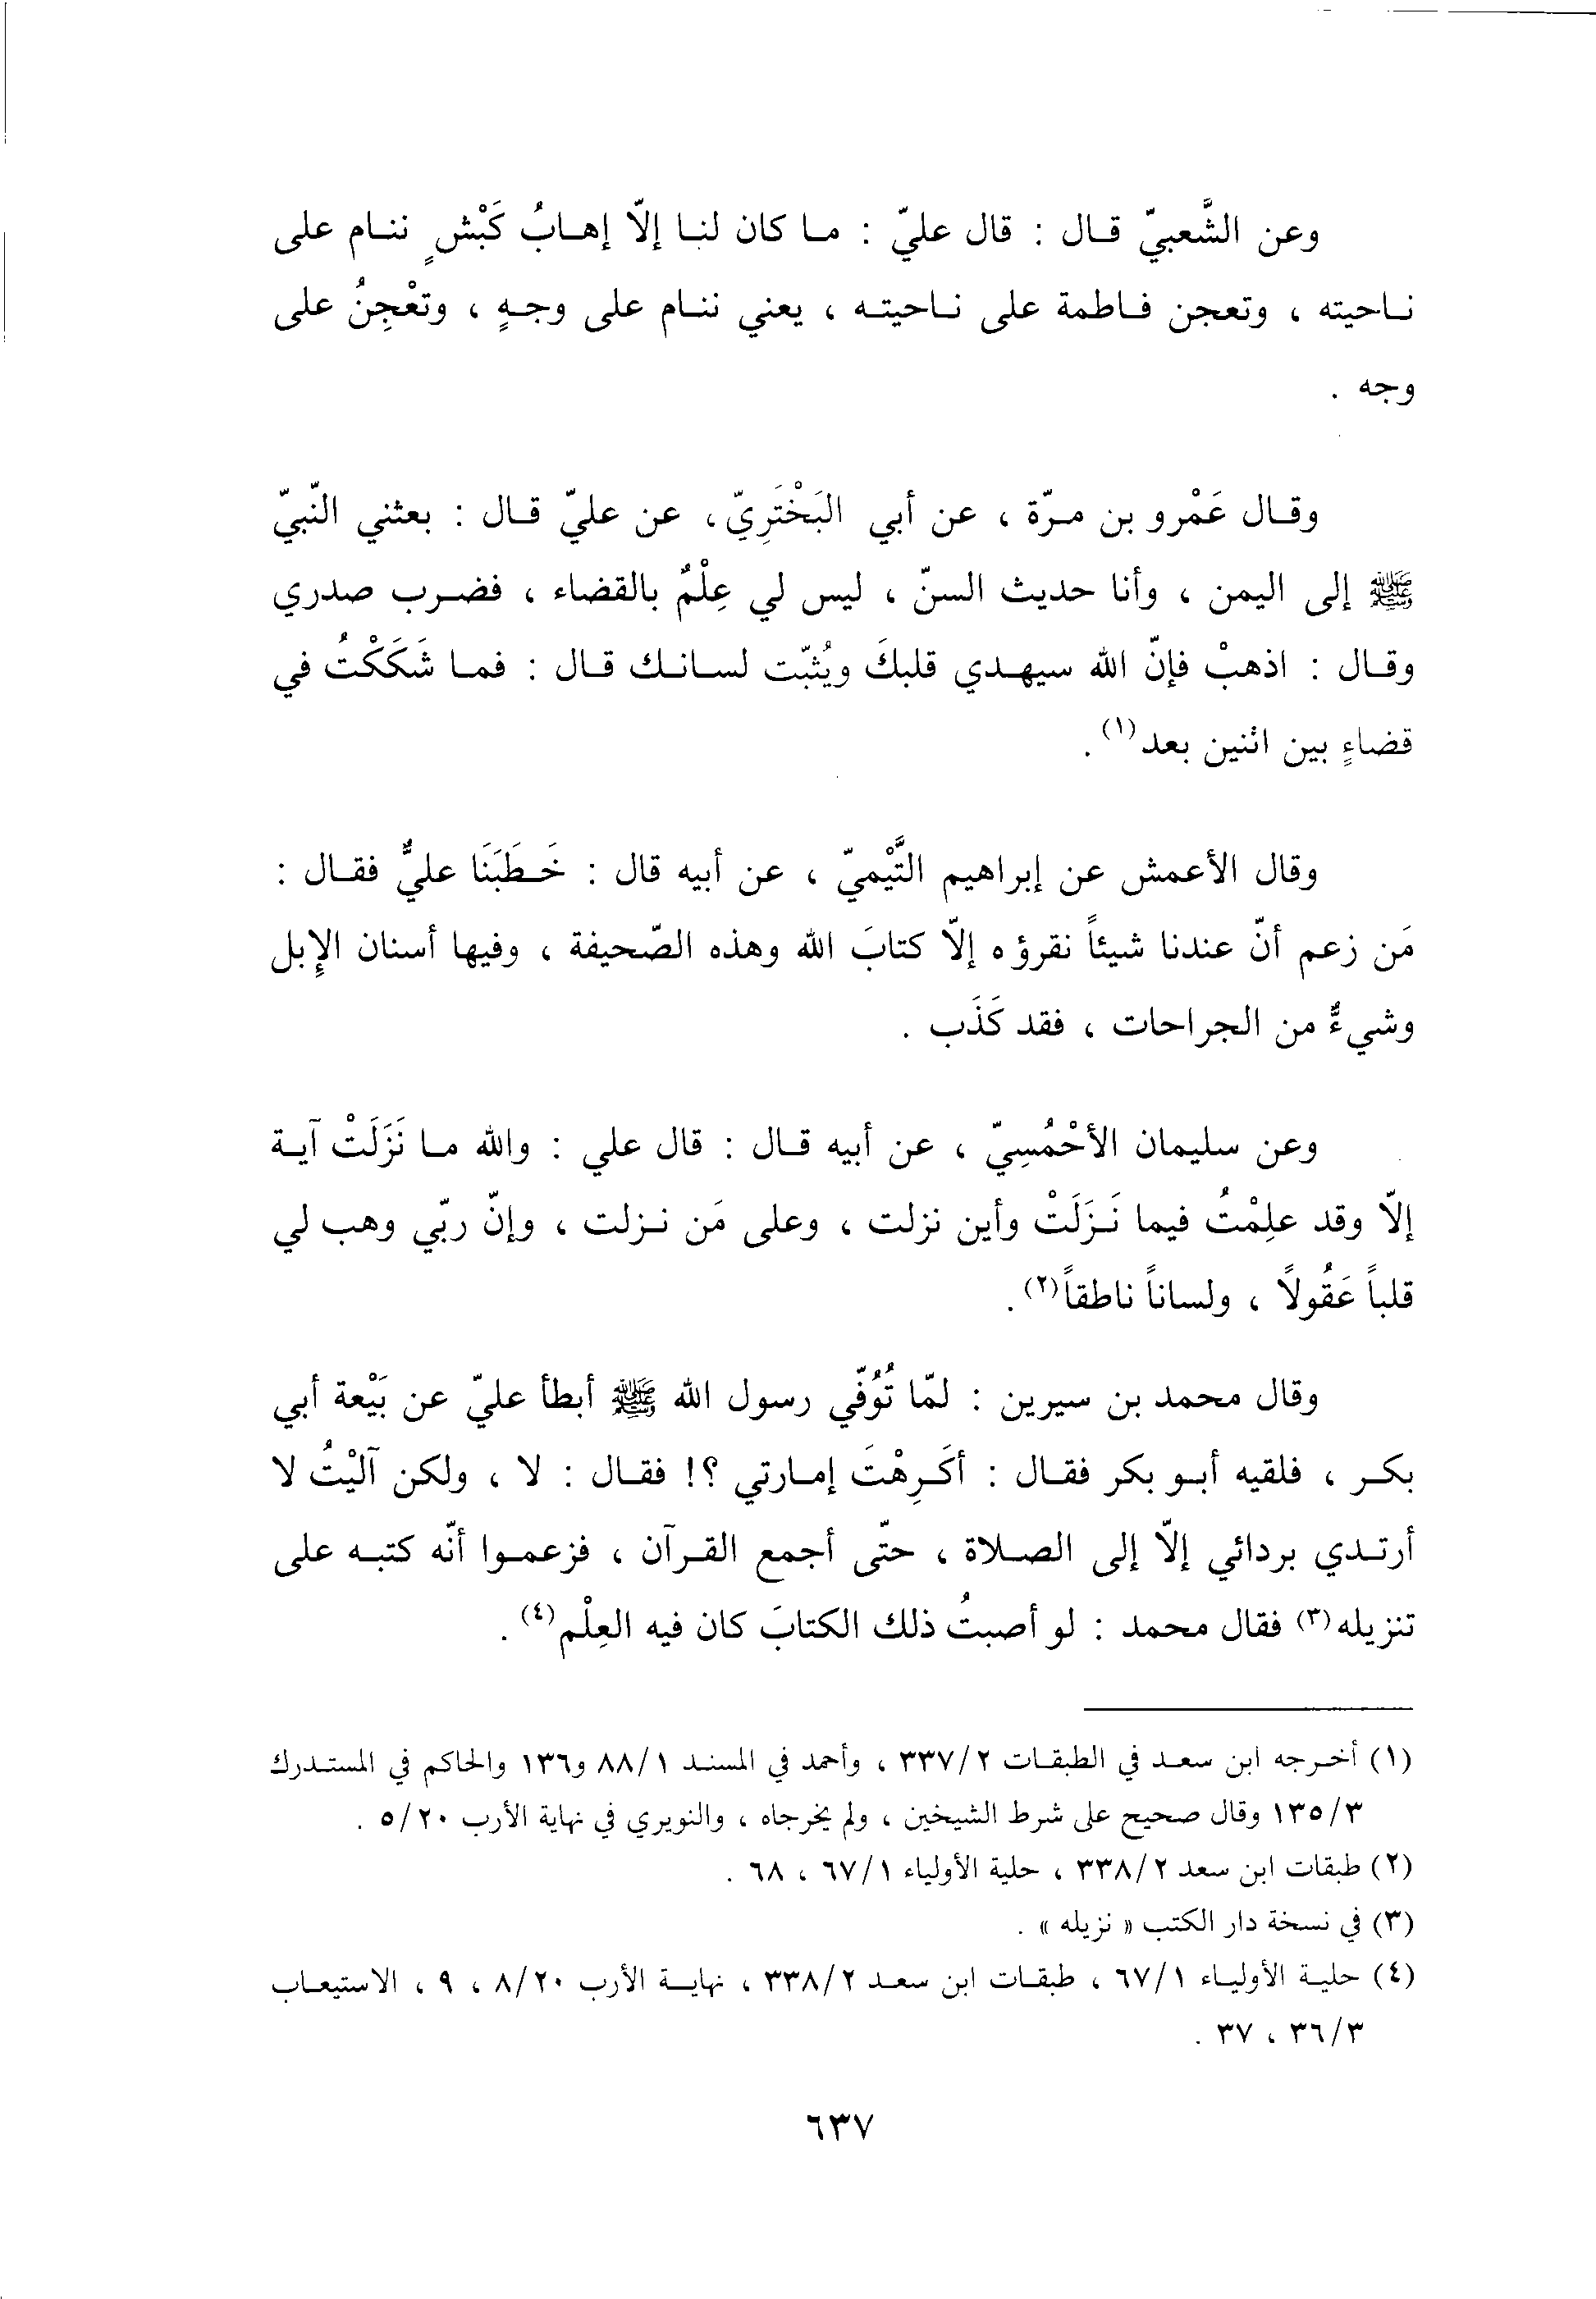 وعن الشَّعبيّ قال : قال عليّ : ما كان لنا إلّا إهابُ كَبْشٍ ننام على
ناحيته ، وتعجن فاطمة على ناحيته ، يعني ننام على وجهٍ ، وتعْجِنُ على
وجه .
وقال عَمْرو بن مرّة ، عن أبي البَخْتَرِيّ، عن عليّ قال : بعثني النّبيّ
ﷺ إلى اليمن ، وأنا حديث السنّ ، ليس لي عِلْمٌ بالقضاء ، فضرب صدري
وقال : اذهبْ فإنّ الله سيهدي قلبكَ ويُثبّت لسانك قال : فما شَكَكْتُ في
قضاءٍ بين اثنين بعد(١) .
وقال الأعمش عن إبراهيم التَّيْميّ ، عن أبيه قال : خَطَبَنَا عليٌّ فقال :
مَن زعم أنّ عندنا شيئاً نقرؤه إلّا كتابَ الله وهذه الصّحيفة ، وفيها أسنان الإبل
وشيءٌ من الجراحات ، فقد كَذَب .
وعن سليمان الأحْمُسِيّ ، عن أبيه قال : قال علي : والله ما نَزَلَتْ آية
إلّا وقد علِمْتُ فيما نَزَلَتْ وأين نزلت ، وعلى مَن نزلت ، وإنّ ربّي وهب لي
قلباً عَقُولاً ، ولساناً ناطقاً(٢) .
وقال محمد بن سيرين : لمّا تُوُفّي رسول الله ﷺ أبطأ عليّ عن بَيْعة أبي
بكر ، فلقيه أبو بكر فقال : أكَرِهْتَ إمارتي ؟! فقال : لا ، ولكن آليْتُ لا
أرتدي بردائي إلّا إلى الصلاة ، حتّى أجمع القرآن ، فزعموا أنّه كتبه على
تنزيله(٣) فقال محمد : لو أصبتُ ذلك الكتابَ كان فيه العِلْم(٤) .
(١) أخرجه ابن سعد في الطبقات ٣٣٧/٢ ، وأحمد في المسند ٨٨/١ و١٣٦ والحاكم في المستدرك
١٣٥/٣ وقال صحيح على شرط الشيخين ، ولم يخرجاه ، والنويري في نهاية الأرب ٥/٢٠ .
(٢) طبقات ابن سعد ٣٣٨/٢ ، حلية الأولياء ٦٧/١ ، ٦٨ .
(٣) في نسخة دار الكتب « نزيله » .
(٤) حلية الأولياء ٦٧/١ ، طبقات ابن سعد ٣٣٨/٢ ، نهاية الأرب ٨/٢٠ ، ٩ ، الاستيعاب
٣٦/٣ ، ٣٧ .
٦٣٧